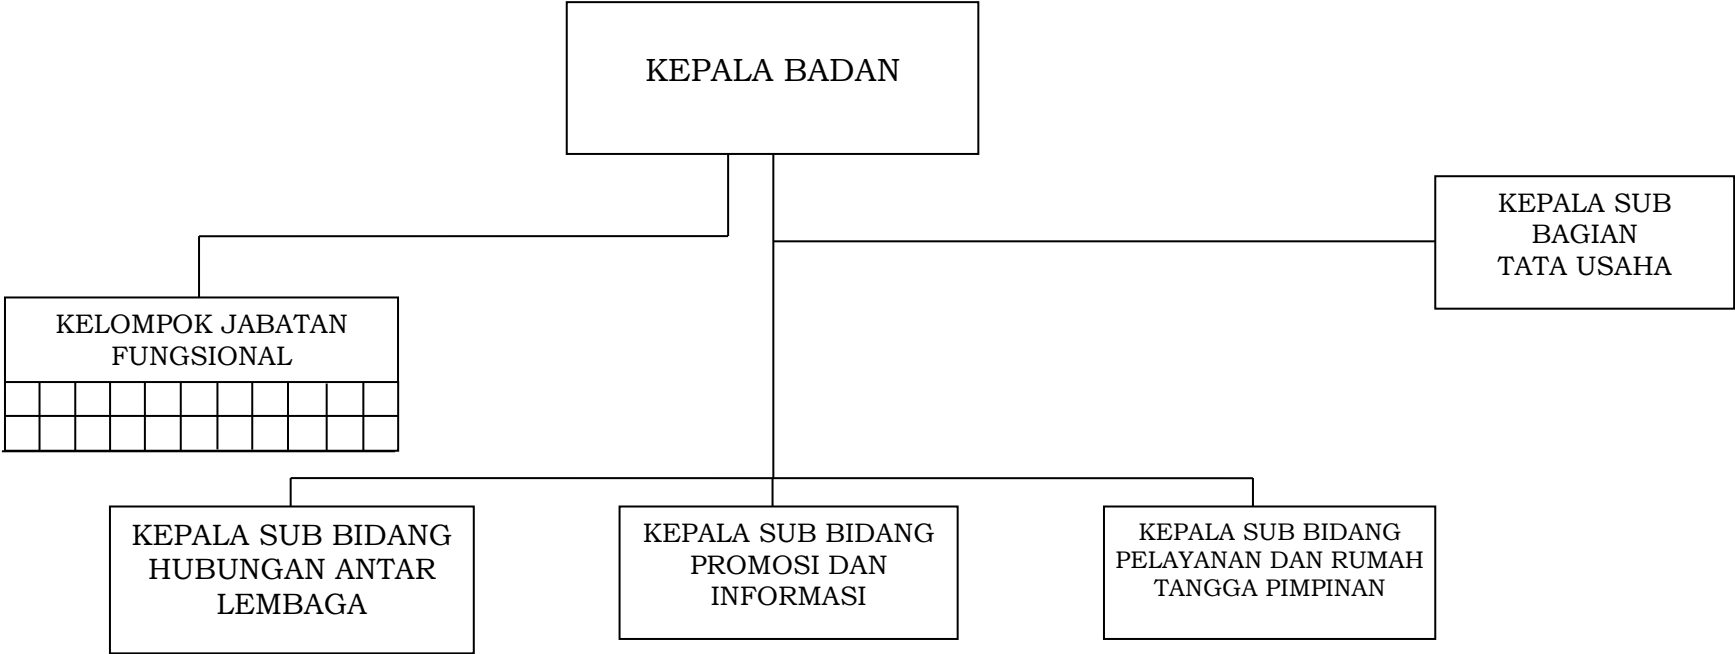 KEPALA BADAN
KEPALA SUB
BAGIAN
TATA USAHA
KELOMPOK JABATAN
FUNGSIONAL
KEPALA SUB BIDANG
HUBUNGAN ANTAR
LEMBAGA
KEPALA SUB BIDANG
PROMOSI DAN
INFORMASI
KEPALA SUB BIDANG
PELAYANAN DAN RUMAH
TANGGA PIMPINAN